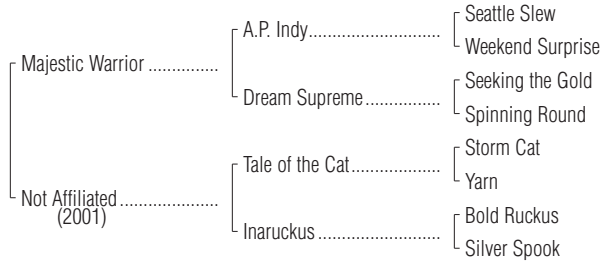 Seattle Slew
A.P. Indy
Weekend Surprise
Majestic Warrior
Seeking the Gold
Dream Supreme
Spinning Round
Storm Cat
Tale of the Cat
Yarn
Not Affiliated
(2001)
Bold Ruckus
Inaruckus
Silver Spook